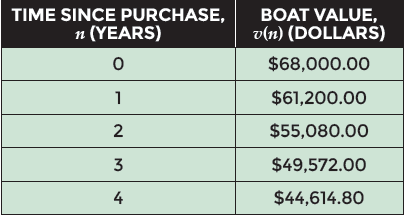 TIME SINCE PURCHASE, n (YEARS)
BOAT VALUE, v(n) (DOLLARS)
0 $68,000.00
1 $61,200.00
2 $55,080.00
3 $49,572.00
4 $44,614.80